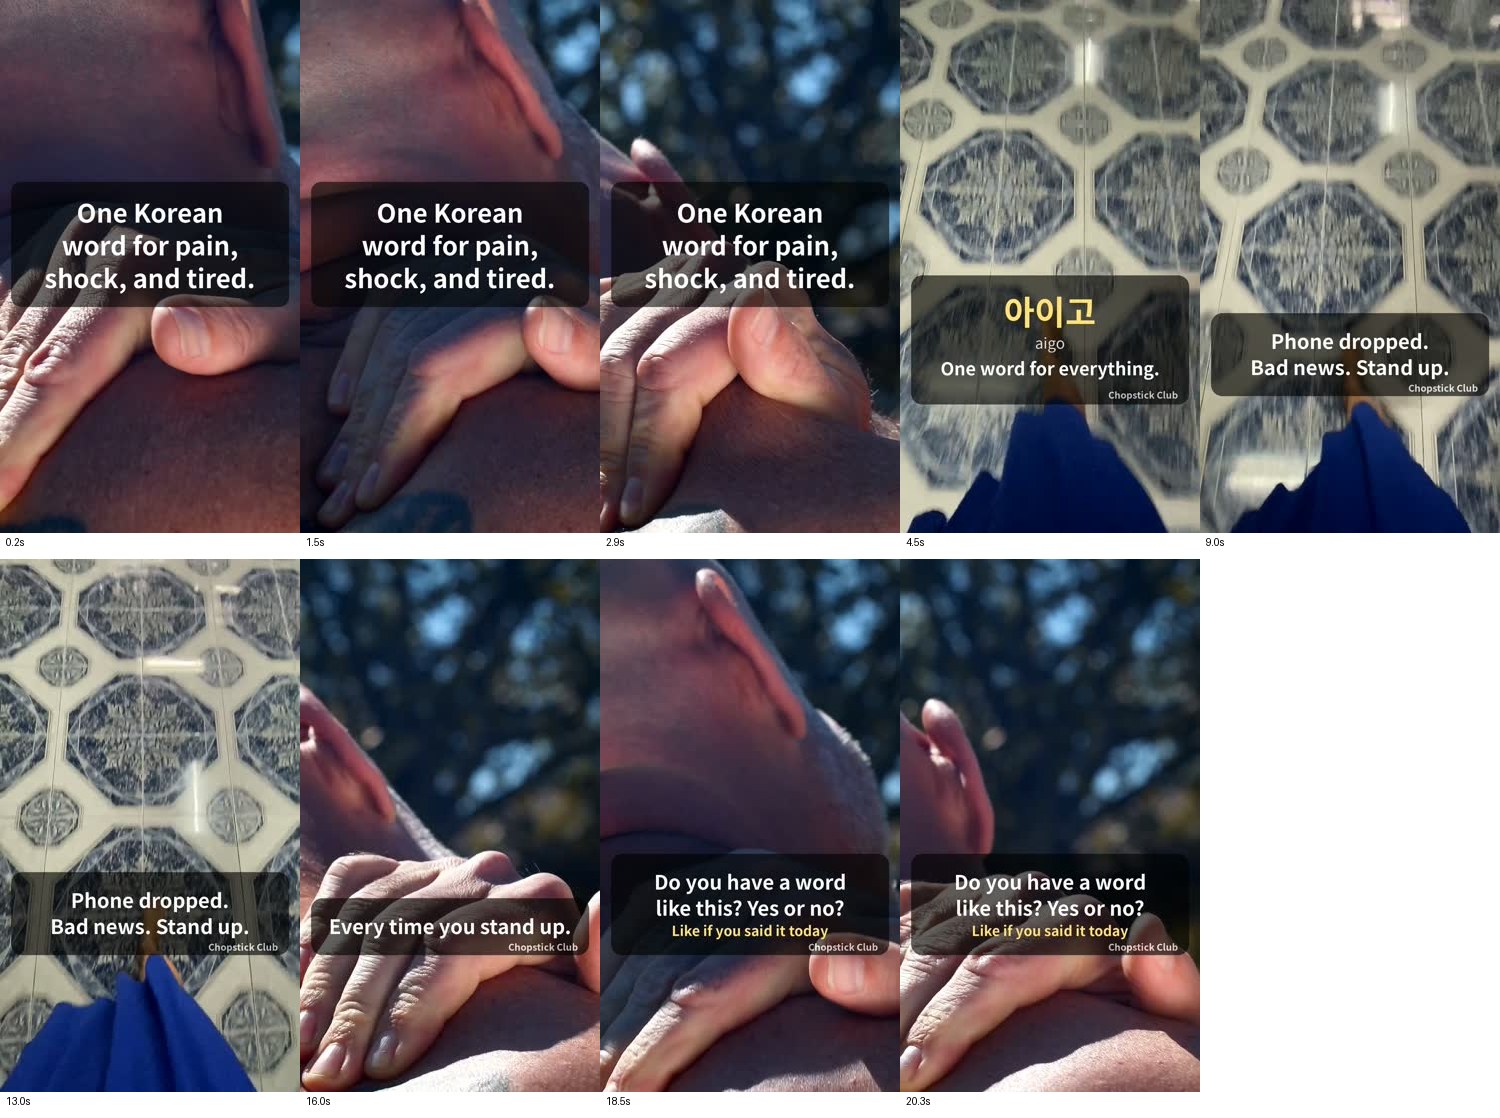 One Korean
word for pain,
shock, and tired.
One Korean
word for pain,
shock, and tired.
One Korean
word for pain,
shock, and tired.
아이고
aigo
One word for everything.
Chopstick Club
Phone dropped.
Bad news. Stand up.
Chopstick Club
0.2s
1.5s
2.9s
4.5s
9.0s
Phone dropped.
Bad news. Stand up.
Chopstick Club
Every time you stand up.
Chopstick Club
Do you have a word
like this? Yes or no?
Like if you said it today
Chopstick Club
Do you have a word
like this? Yes or no?
Like if you said it today
Chopstick Club
13.0s
16.0s
18.5s
20.3s